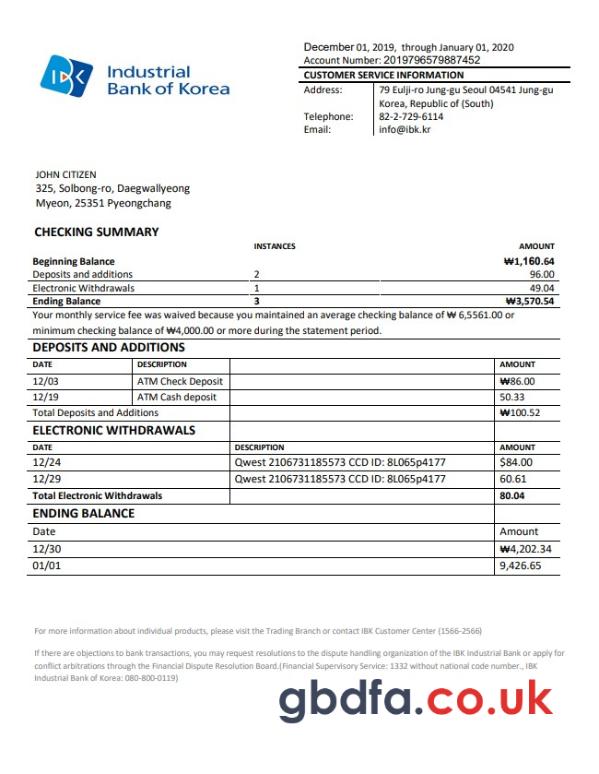 December 01, 2019, through January 01, 2020
Account Number: 2019796579887452
IBK Industrial
Bank of Korea
CUSTOMER SERVICE INFORMATION
Address: 79 Eulji-ro Jung-gu Seoul 04541 Jung-gu
Korea, Republic of (South)
Telephone: 82-2-729-6114
Email: info@ibk.kr
JOHN CITIZEN
325, Solbong-ro, Daegwallyeong
Myeon, 25351 Pyeongchang
CHECKING SUMMARY
INSTANCES AMOUNT
Beginning Balance ₩1,160.64
Deposits and additions 2 96.00
Electronic Withdrawals 1 49.04
Ending Balance 3 ₩3,570.54
Your monthly service fee was waived because you maintained an average checking balance of ₩ 6,5561.00 or
minimum checking balance of ₩4,000.00 or more during the statement period.
DEPOSITS AND ADDITIONS
DATE DESCRIPTION AMOUNT
12/03 ATM Check Deposit ₩86.00
12/19 ATM Cash deposit 50.33
Total Deposits and Additions ₩100.52
ELECTRONIC WITHDRAWALS
DATE DESCRIPTION AMOUNT
12/24 Qwest 2106731185573 CCD ID: 8L065p4177 $84.00
12/29 Qwest 2106731185573 CCD ID: 8L065p4177 60.61
Total Electronic Withdrawals 80.04
ENDING BALANCE
Date Amount
12/30 ₩4,202.34
01/01 9,426.65
For more information about individual products, please visit the Trading Branch or contact IBK Customer Center (1566-2566)
If there are objections to bank transactions, you may request resolutions to the dispute handling organization of the IBK Industrial Bank or apply for
conflict arbitrations through the Financial Dispute Resolution Board.(Financial Supervisory Service: 1332 without national code number., IBK
Industrial Bank of Korea: 080-800-0119)
gbdfa.co.uk